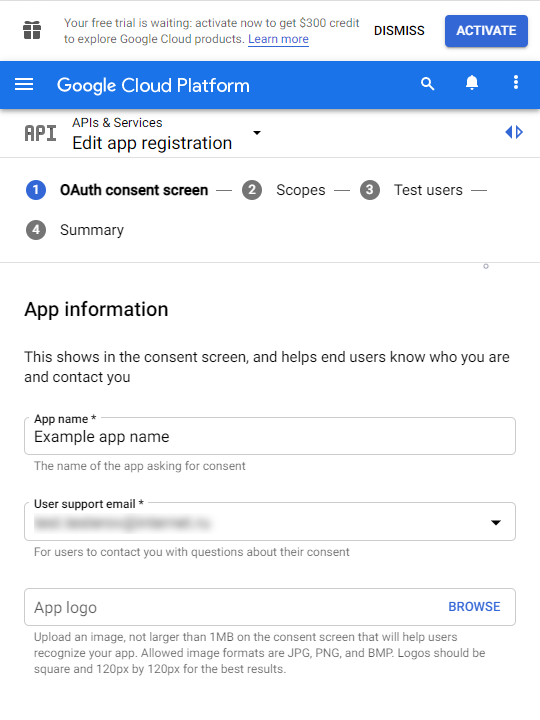 Your free trial is waiting: activate now to get $300 credit
to explore Google Cloud products. Learn more
DISMISS
ACTIVATE
Google Cloud Platform
API
APIs & Services
Edit app registration
1 OAuth consent screen — 2 Scopes — 3 Test users —
4 Summary
App information
This shows in the consent screen, and helps end users know who you are
and contact you
App name *
Example app name
The name of the app asking for consent
User support email *
For users to contact you with questions about their consent
App logo
BROWSE
Upload an image, not larger than 1MB on the consent screen that will help users
recognize your app. Allowed image formats are JPG, PNG, and BMP. Logos should be
square and 120px by 120px for the best results.